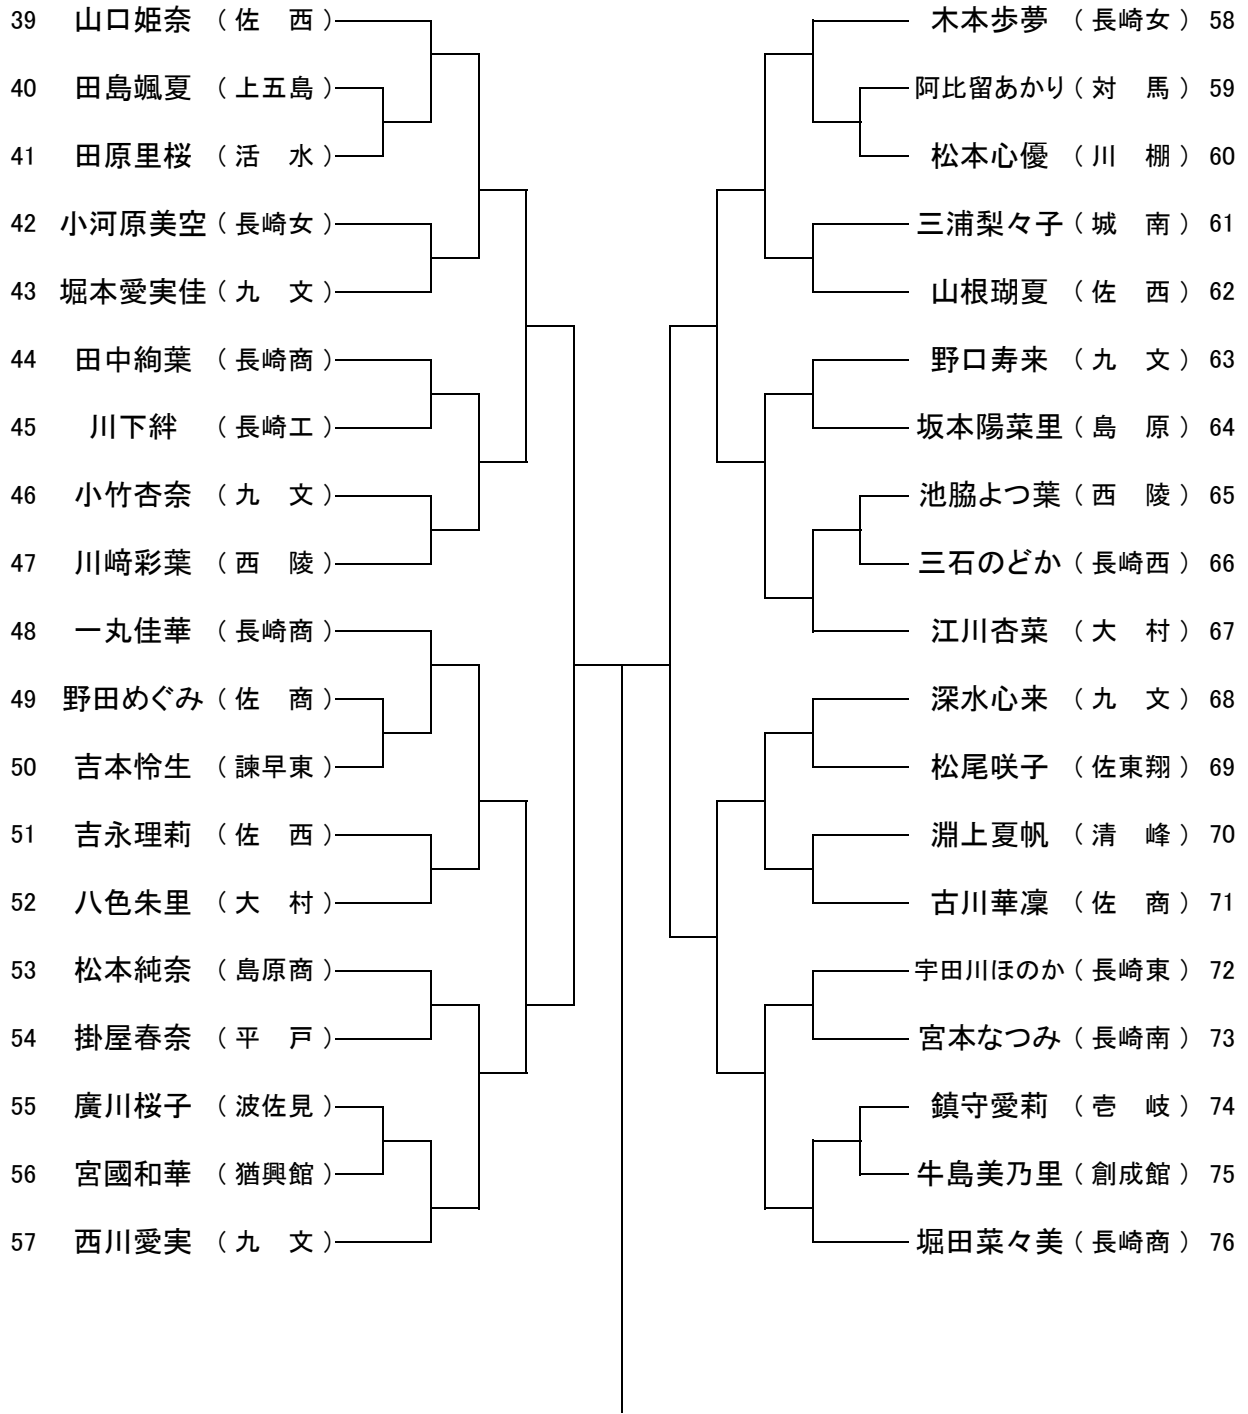 39 山口姫奈 （ 佐　西 ） 木本歩夢 （ 長崎女 ） 58
40 田島颯夏 （ 上五島 ） 阿比留あかり （ 対　馬 ） 59
41 田原里桜 （ 活　水 ） 松本心優 （ 川　棚 ） 60
42 小河原美空 （ 長崎女 ） 三浦梨々子 （ 城　南 ） 61
43 堀本愛実佳 （ 九　文 ） 山根瑚夏 （ 佐　西 ） 62
44 田中絢葉 （ 長崎商 ） 野口寿来 （ 九　文 ） 63
45 川下絆 （ 長崎工 ） 坂本陽菜里 （ 島　原 ） 64
46 小竹杏奈 （ 九　文 ） 池脇よつ葉 （ 西　陵 ） 65
47 川﨑彩葉 （ 西　陵 ） 三石のどか （ 長崎西 ） 66
48 一丸佳華 （ 長崎商 ） 江川杏菜 （ 大　村 ） 67
49 野田めぐみ （ 佐　商 ） 深水心来 （ 九　文 ） 68
50 吉本怜生 （ 諫早東 ） 松尾咲子 （ 佐東翔 ） 69
51 吉永理莉 （ 佐　西 ） 淵上夏帆 （ 清　峰 ） 70
52 八色朱里 （ 大　村 ） 古川華凜 （ 佐　商 ） 71
53 松本純奈 （ 島原商 ） 宇田川ほのか （ 長崎東 ） 72
54 掛屋春奈 （ 平　戸 ） 宮本なつみ （ 長崎南 ） 73
55 廣川桜子 （ 波佐見 ） 鎮守愛莉 （ 壱　岐 ） 74
56 宮國和華 （ 猶興館 ） 牛島美乃里 （ 創成館 ） 75
57 西川愛実 （ 九　文 ） 堀田菜々美 （ 長崎商 ） 76